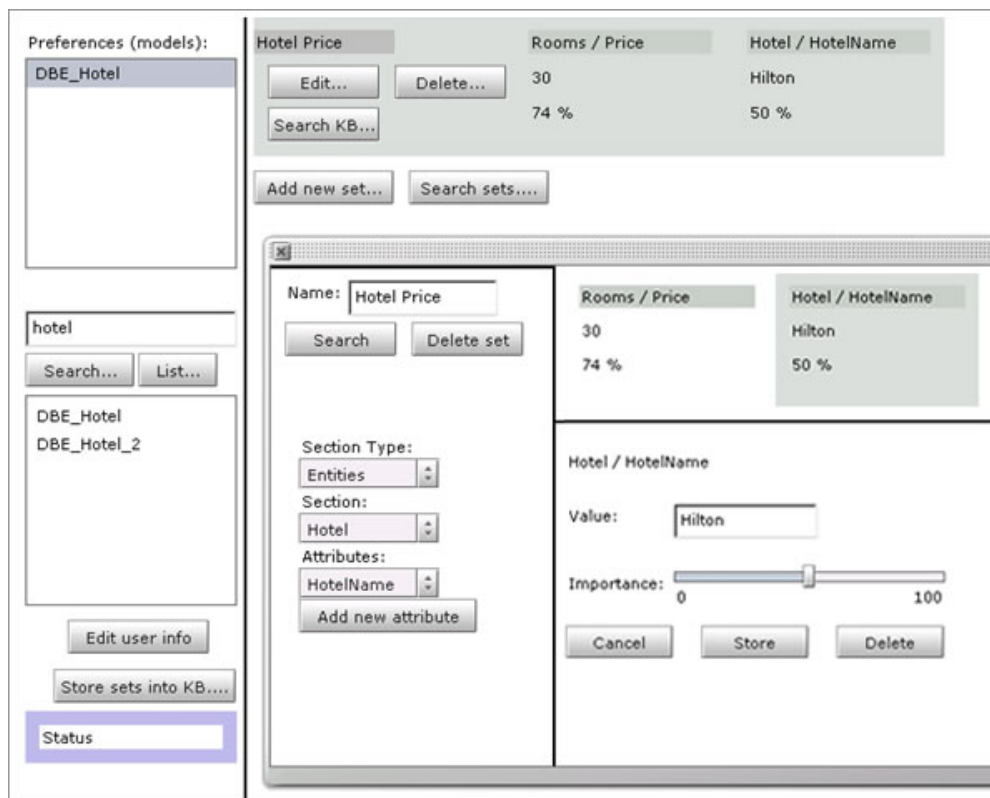 Preferences (models):
DBE_Hotel
hotel
Search...
List...
DBE_Hotel
DBE_Hotel_2
Edit user info
Store sets into KB....
Status
Hotel Price
Rooms / Price
Hotel / HotelName
Edit...
Delete...
30
Hilton
Search KB...
74 %
50 %
Add new set...
Search sets....
Name:
Hotel Price
Search
Delete set
Section Type:
Entities
Section:
Hotel
Attributes:
HotelName
Add new attribute
Rooms / Price
Hotel / HotelName
30
Hilton
74 %
50 %
Hotel / HotelName
Value:
Hilton
Importance:
0
100
Cancel
Store
Delete